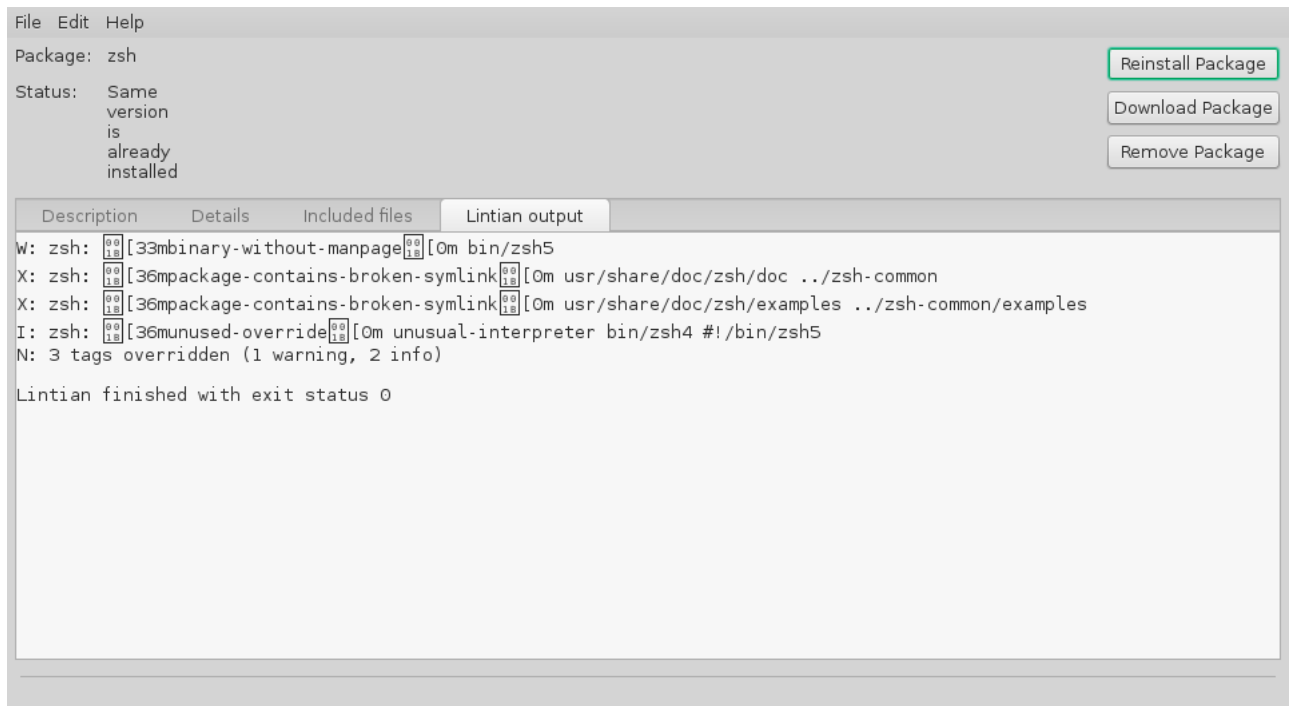 File Edit Help
Package: zsh
Reinstall Package
Status: Same
version
is
already
installed
Download Package
Remove Package
Description Details Included files Lintian output
W: zsh: [33mbinary-without-manpage[0m bin/zsh5
X: zsh: [36mpackage-contains-broken-symlink[0m usr/share/doc/zsh/doc ../zsh-common
X: zsh: [36mpackage-contains-broken-symlink[0m usr/share/doc/zsh/examples ../zsh-common/examples
I: zsh: [36munused-override[0m unusual-interpreter bin/zsh4 #!/bin/zsh5
N: 3 tags overridden (1 warning, 2 info)
Lintian finished with exit status 0